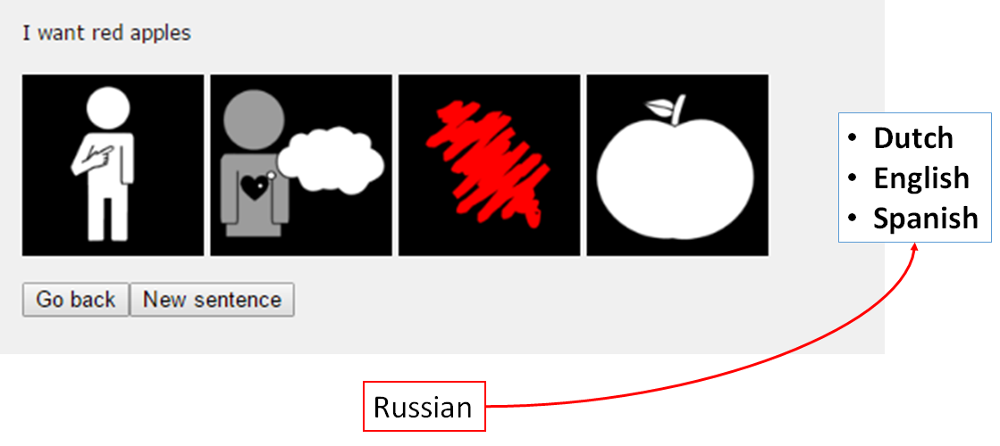 I want red apples
Go back New sentence
• Dutch
• English
• Spanish
Russian